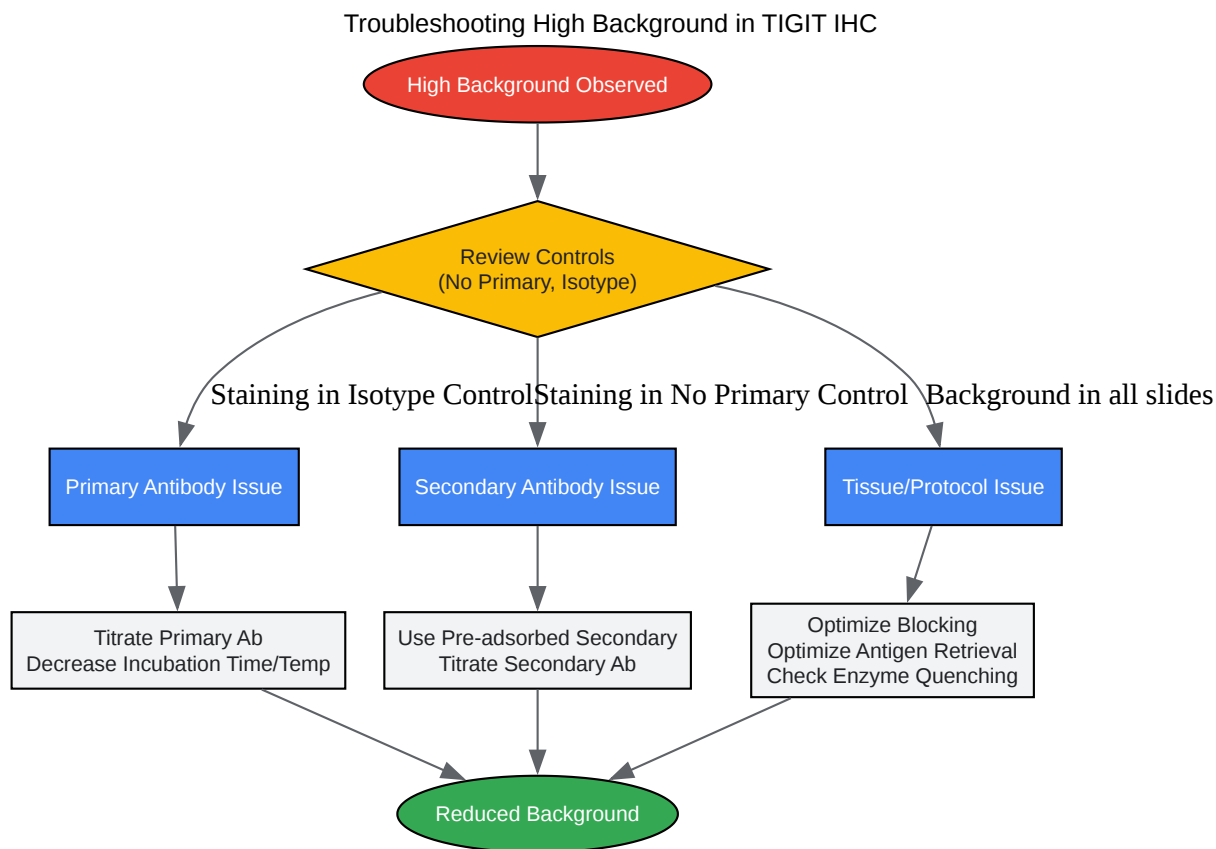 Troubleshooting High Background in TIGIT IHC
High Background Observed
Review Controls
(No Primary, Isotype)
Staining in Isotype Control
Staining in No Primary Control
Background in all slides
Primary Antibody Issue
Secondary Antibody Issue
Tissue/Protocol Issue
Titrate Primary Ab
Decrease Incubation Time/Temp
Use Pre-adsorbed Secondary
Titrate Secondary Ab
Optimize Blocking
Optimize Antigen Retrieval
Check Enzyme Quenching
Reduced Background